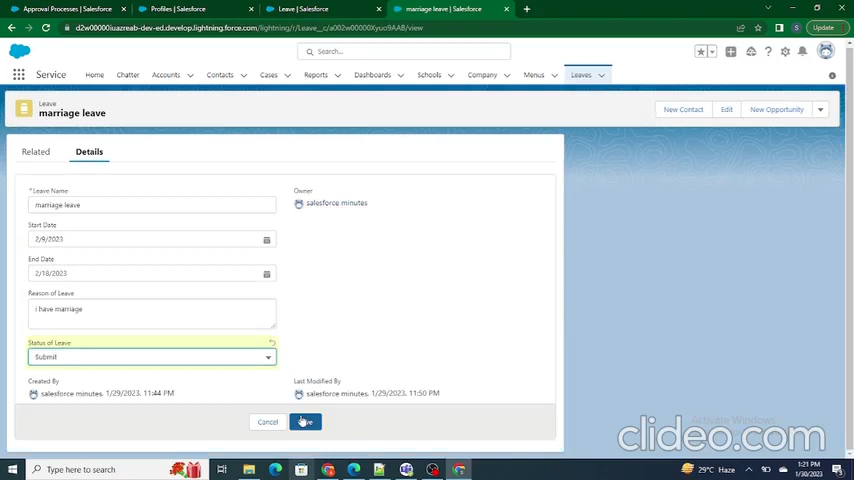 Approval Processes | Salesforce
Profiles | Salesforce
Leave | Salesforce
marriage leave | Salesforce
d2w00000iuazreab-dev-ed.develop.lightning.force.com/lightning/r/Leave__c/a002w00000Xyuo9AAB/view
Update
Search...
Service
Home
Chatter
Accounts
Contacts
Cases
Reports
Dashboards
Schools
Company
Menus
Leaves
Leave
marriage leave
New Contact
Edit
New Opportunity
Related
Details
*Leave Name
marriage leave
Owner
salesforce minutes
Start Date
2/9/2023
End Date
2/18/2023
Reason of Leave
i have marriage
Status of Leave
Submit
Created By
salesforce minutes, 1/29/2023, 11:44 PM
Last Modified By
salesforce minutes, 1/29/2023, 11:50 PM
Cancel
Activate Windows
clideo.com
Type here to search
29°C Haze
1:21 PM
1/30/2023